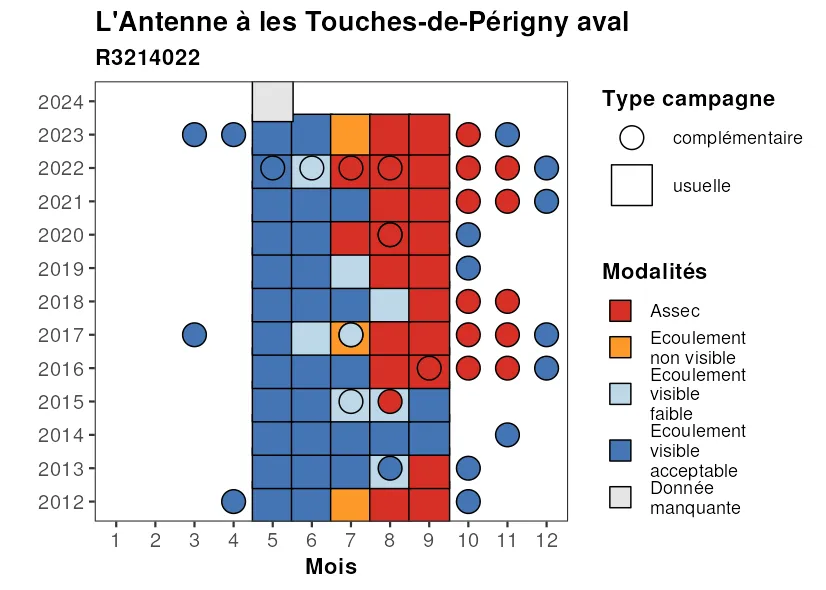 L'Antenne à les Touches-de-Périgny aval
R3214022
2024
2023
2022
2021
2020
2019
2018
2017
2016
2015
2014
2013
2012
1 2 3 4 5 6 7 8 9 10 11 12
Mois
Type campagne
complémentaire
usuelle
Modalités
Assec
Ecoulement
non visible
Ecoulement
visible
faible
Ecoulement
visible
acceptable
Donnée
manquante